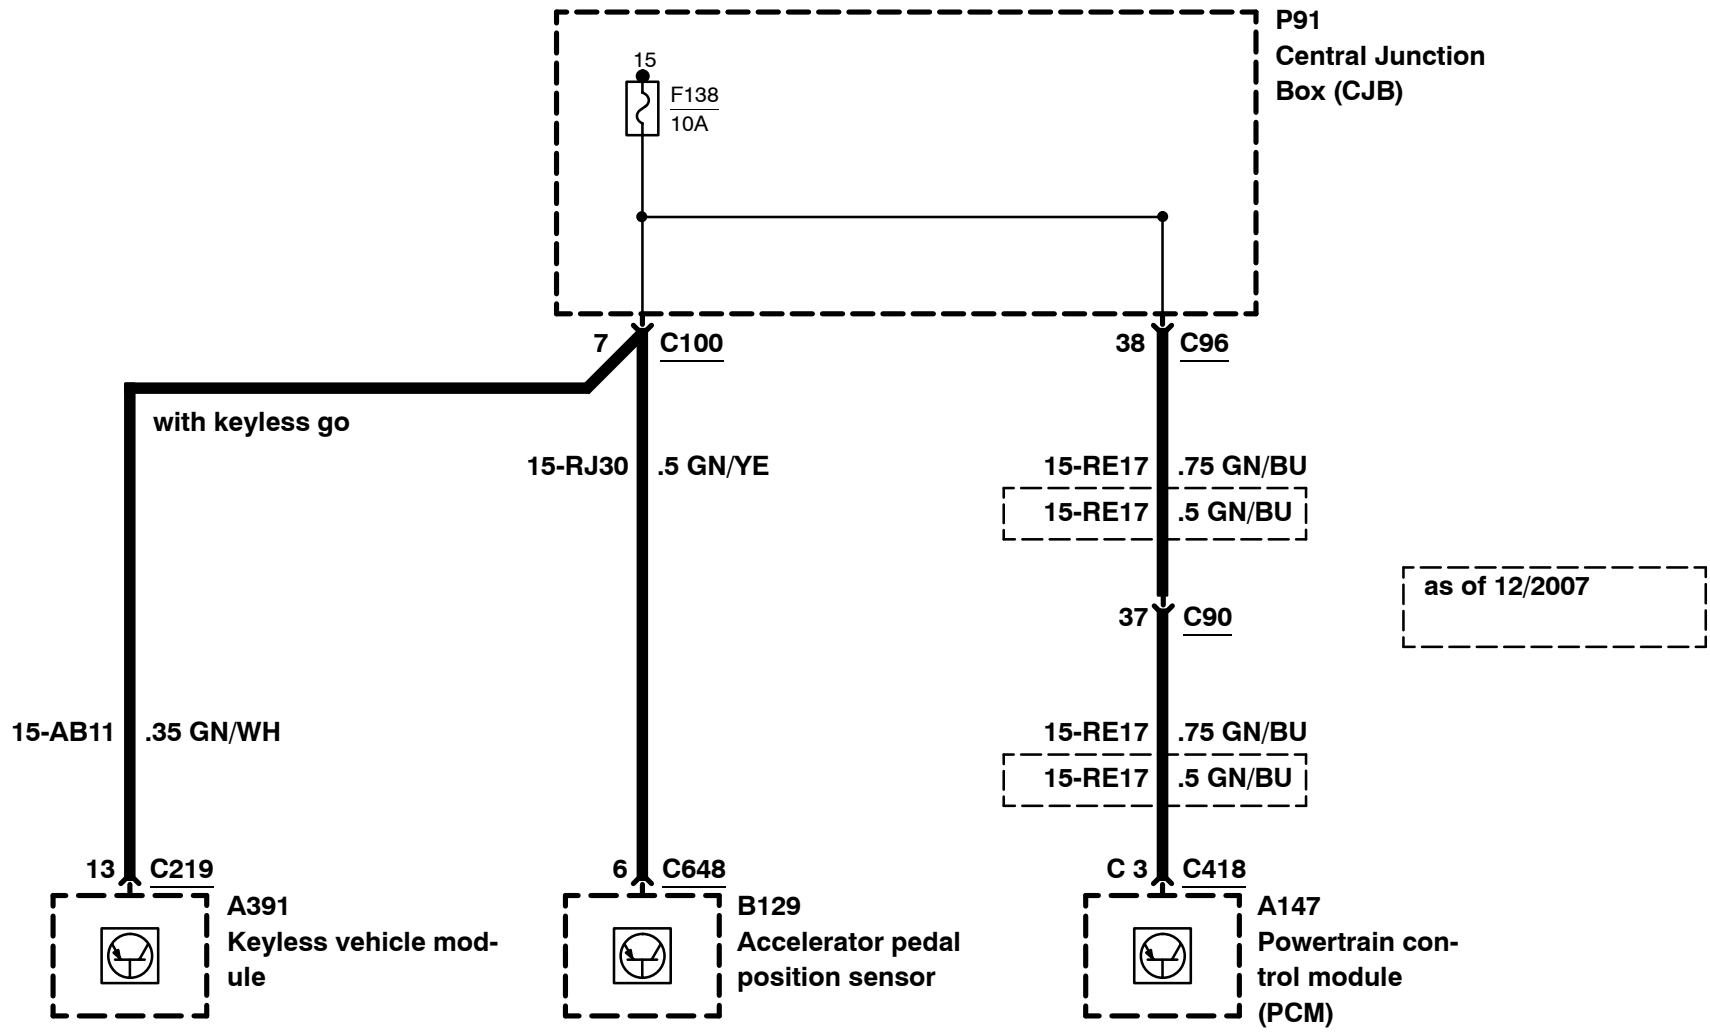 P91
Central Junction
Box (CJB)
15
F138
10A
7 C100
38 C96
with keyless go
15-RJ30 .5 GN/YE
15-RE17 .75 GN/BU
15-RE17 .5 GN/BU
as of 12/2007
37 C90
15-AB11 .35 GN/WH
15-RE17 .75 GN/BU
15-RE17 .5 GN/BU
13 C219
6 C648
C 3 C418
A391
Keyless vehicle mod-
ule
B129
Accelerator pedal
position sensor
A147
Powertrain con-
trol module
(PCM)